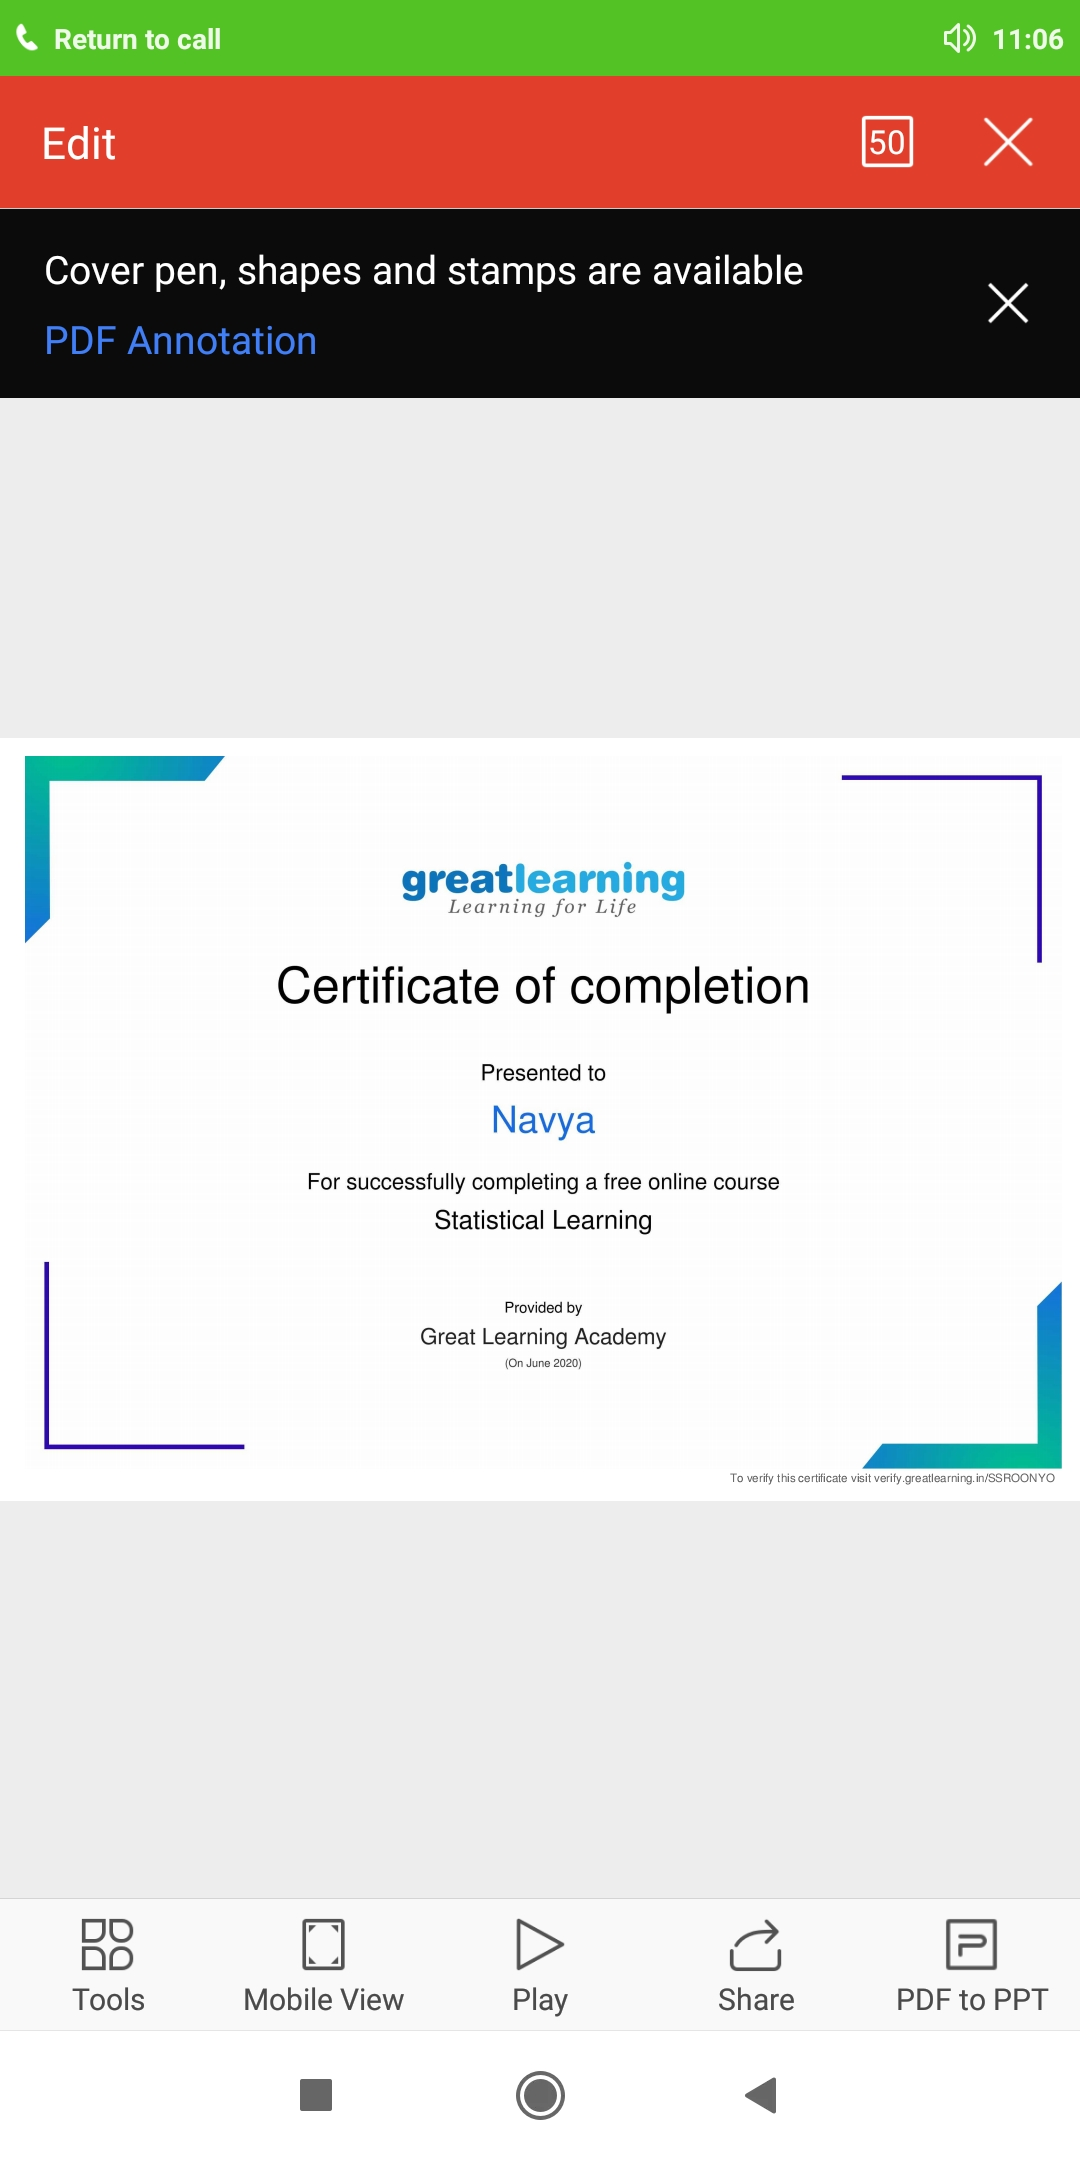 Return to call
11:06
Edit
50
Cover pen, shapes and stamps are available
PDF Annotation
greatlearning
Learning for Life
Certificate of completion
Presented to
Navya
For successfully completing a free online course
Statistical Learning
Provided by
Great Learning Academy
(On June 2020)
To verify this certificate visit verify.greatlearning.in/SSROONYO
Tools
Mobile View
Play
Share
PDF to PPT